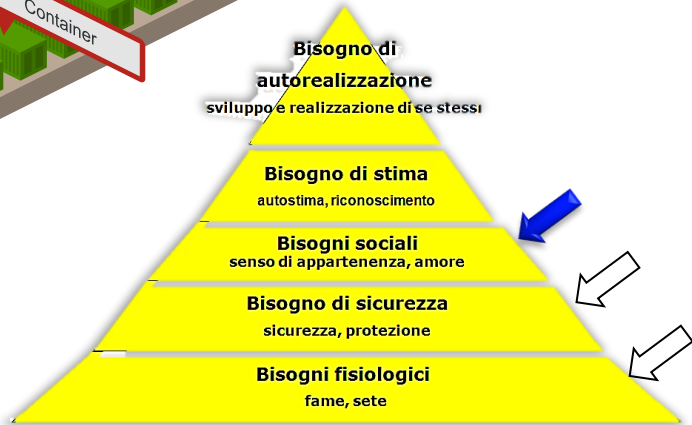 Container
Bisogno di
autorealizzazione
sviluppo e realizzazione di se stessi
Bisogno di stima
autostima, riconoscimento
Bisogni sociali
senso di appartenenza, amore
Bisogno di sicurezza
sicurezza, protezione
Bisogni fisiologici
fame, sete